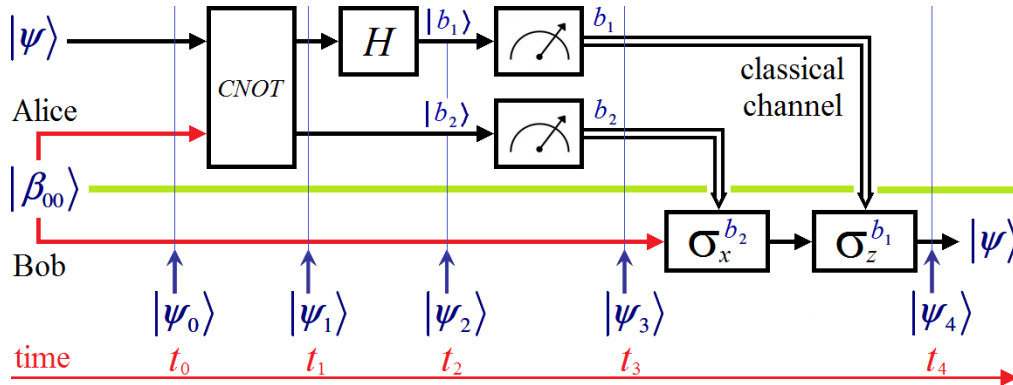 |ψ⟩ CNOT H |b₁⟩ b₁
classical
channel
Alice |b₂⟩ b₂
|β₀₀⟩
Bob σₓ^b₂ σ_z^b₁ |ψ⟩
|ψ₀⟩ |ψ₁⟩ |ψ₂⟩ |ψ₃⟩ |ψ₄⟩
time t₀ t₁ t₂ t₃ t₄